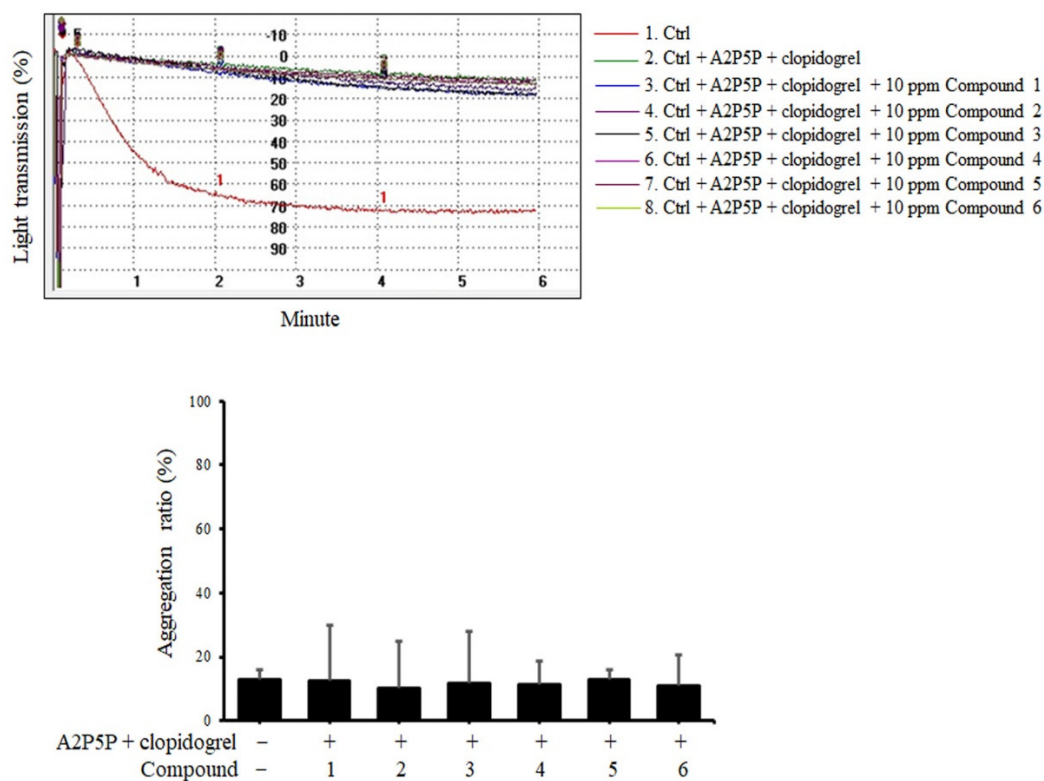 Light transmission (%)
-10
0
10
20
30
40
50
60
70
80
90
1
1
1 2 3 4 5 6
Minute
1. Ctrl
2. Ctrl + A2P5P + clopidogrel
3. Ctrl + A2P5P + clopidogrel + 10 ppm Compound 1
4. Ctrl + A2P5P + clopidogrel + 10 ppm Compound 2
5. Ctrl + A2P5P + clopidogrel + 10 ppm Compound 3
6. Ctrl + A2P5P + clopidogrel + 10 ppm Compound 4
7. Ctrl + A2P5P + clopidogrel + 10 ppm Compound 5
8. Ctrl + A2P5P + clopidogrel + 10 ppm Compound 6
Aggregation ratio (%)
100
80
60
40
20
0
A2P5P + clopidogrel − + + + + + +
Compound − 1 2 3 4 5 6